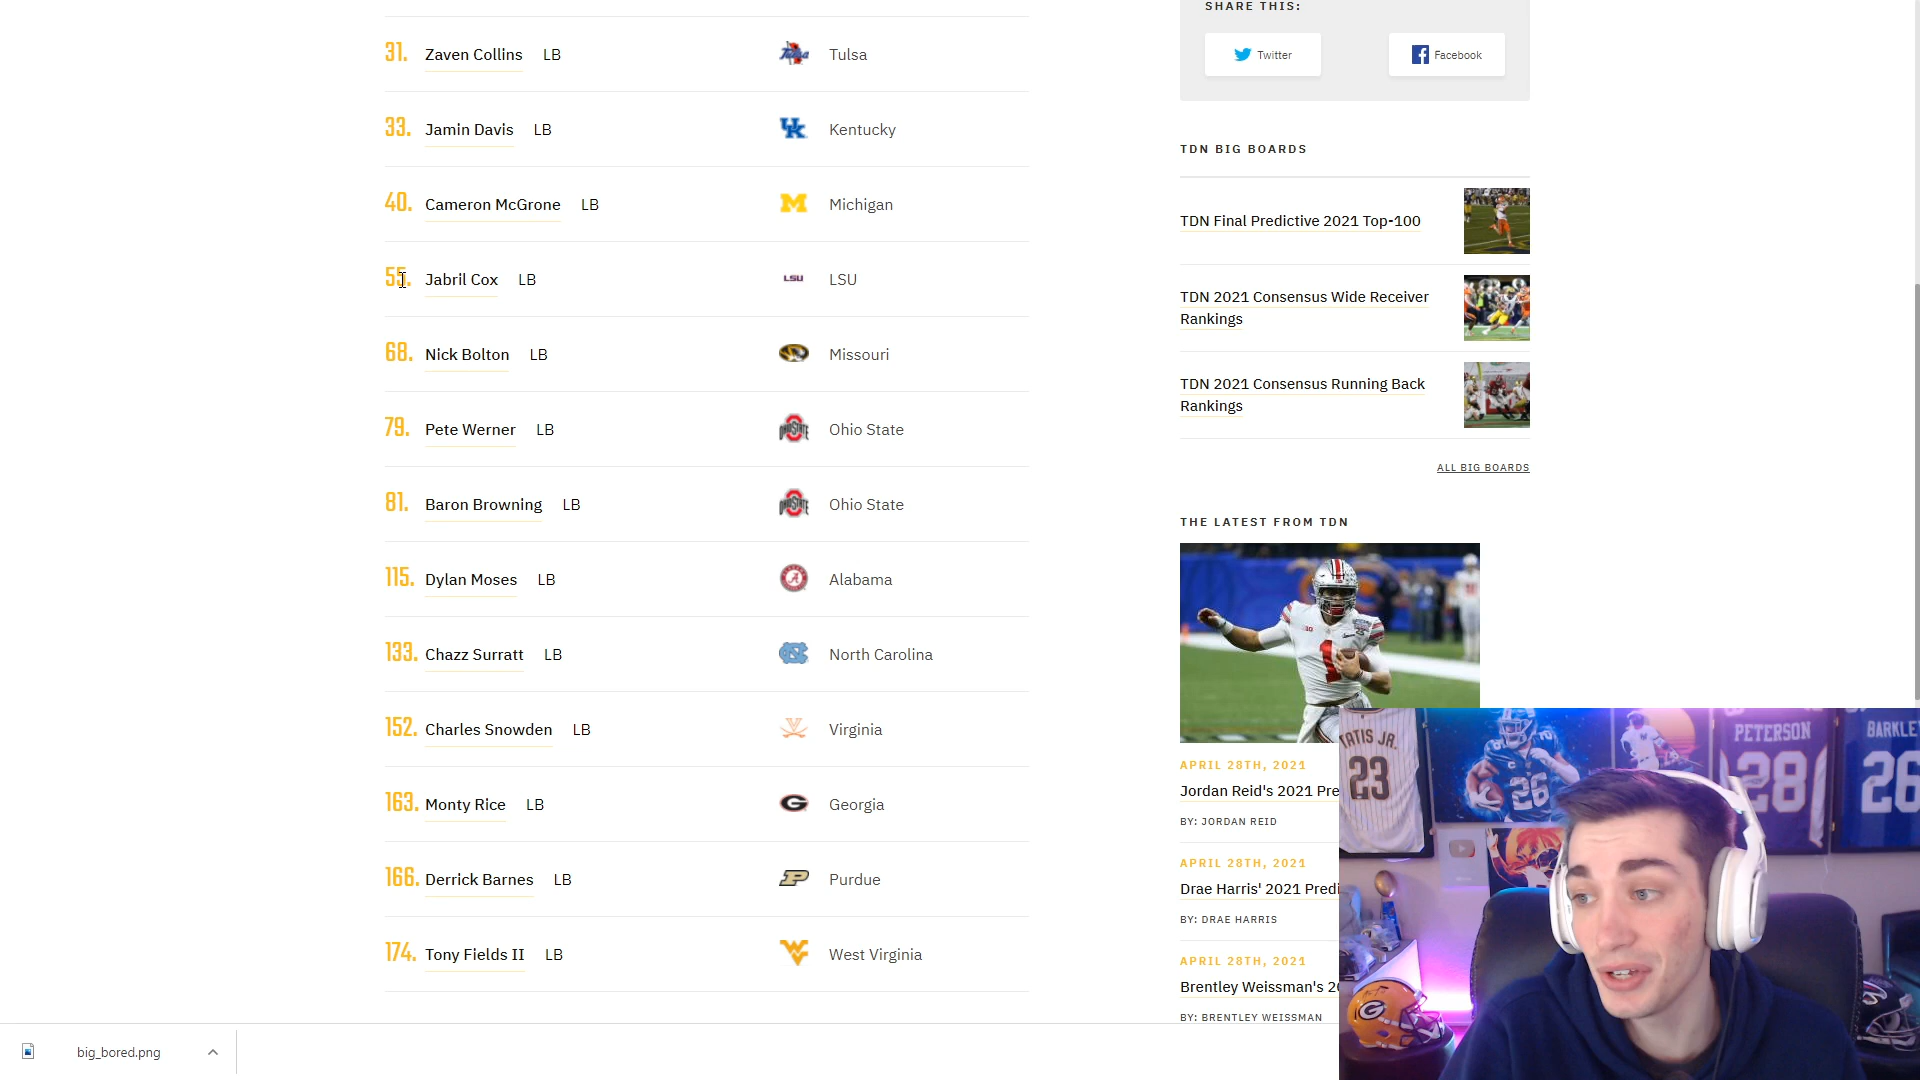 SHARE THIS:
Twitter
Facebook
31. Zaven Collins LB Tulsa Tulsa
33. Jamin Davis LB Kentucky
40. Cameron McGrone LB M Michigan
55. Jabril Cox LB LSU LSU
68. Nick Bolton LB Missouri
79. Pete Werner LB OHIO STATE Ohio State
81. Baron Browning LB OHIO STATE Ohio State
115. Dylan Moses LB A Alabama
133. Chazz Surratt LB North Carolina
152. Charles Snowden LB Virginia
163. Monty Rice LB G Georgia
166. Derrick Barnes LB P Purdue
174. Tony Fields II LB West Virginia
TDN BIG BOARDS
TDN Final Predictive 2021 Top-100
TDN 2021 Consensus Wide Receiver
Rankings
TDN 2021 Consensus Running Back
Rankings
ALL BIG BOARDS
THE LATEST FROM TDN
1
APRIL 28TH, 2021
Jordan Reid's 2021 Pre
BY: JORDAN REID
APRIL 28TH, 2021
Drae Harris' 2021 Predi
BY: DRAE HARRIS
APRIL 28TH, 2021
Brentley Weissman's 20
BY: BRENTLEY WEISSMAN
TATIS JR.
23
26
PETERSON
28
BARKLE
26
G
big_bored.png